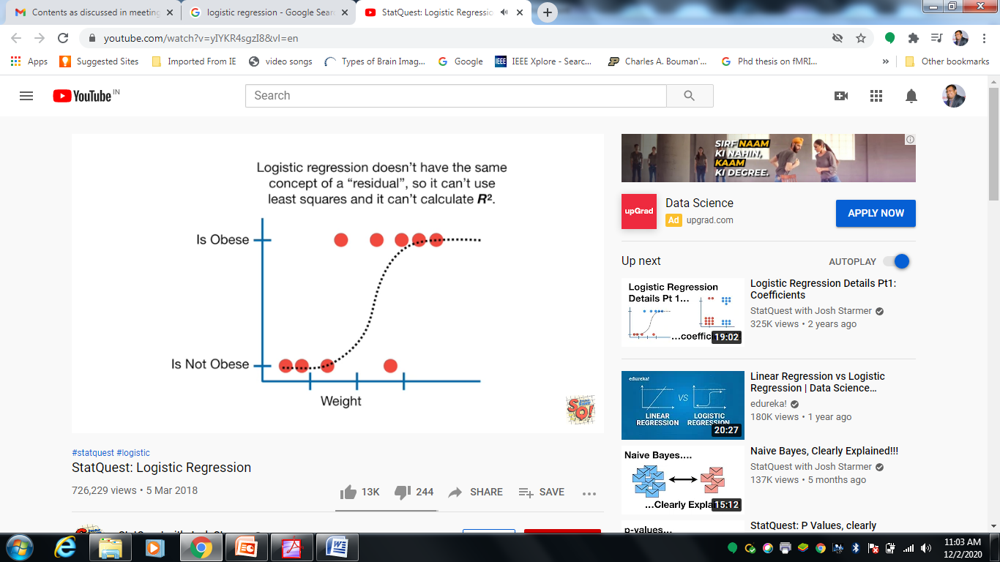 Contents as discussed in meeting
logistic regression - Google Sear
StatQuest: Logistic Regressio
youtube.com/watch?v=yIYKR4sgzI8&vl=en
Apps
Suggested Sites
Imported From IE
video songs
Types of Brain Imag...
Google
IEEE
IEEE Xplore - Searc...
Charles A. Bouman'...
Phd thesis on fMRI...
»
Other bookmarks
YouTube IN
Search
Logistic regression doesn't have the same
concept of a "residual", so it can't use
least squares and it can't calculate R².
Is Obese
Is Not Obese
Weight
SQ!
#statquest #logistic
StatQuest: Logistic Regression
726,229 views • 5 Mar 2018
13K
244
SHARE
SAVE
SIRF NAAM
KI NAHIN,
KAAM
KI DEGREE.
upGrad
Data Science
Ad upgrad.com
APPLY NOW
Up next
AUTOPLAY
Logistic Regression
Details Pt 1...
...coeffici
19:02
Logistic Regression Details Pt1:
Coefficients
StatQuest with Josh Starmer
325K views • 2 years ago
edureka!
VS
LINEAR
REGRESSION
LOGISTIC
REGRESSION
20:27
Linear Regression vs Logistic
Regression | Data Science...
edureka!
180K views • 1 year ago
Naive Bayes....
...Clearly Expla
15:12
Naive Bayes, Clearly Explained!!!
StatQuest with Josh Starmer
137K views • 5 months ago
p-values...
StatQuest: P Values, clearly
11:03 AM
12/2/2020